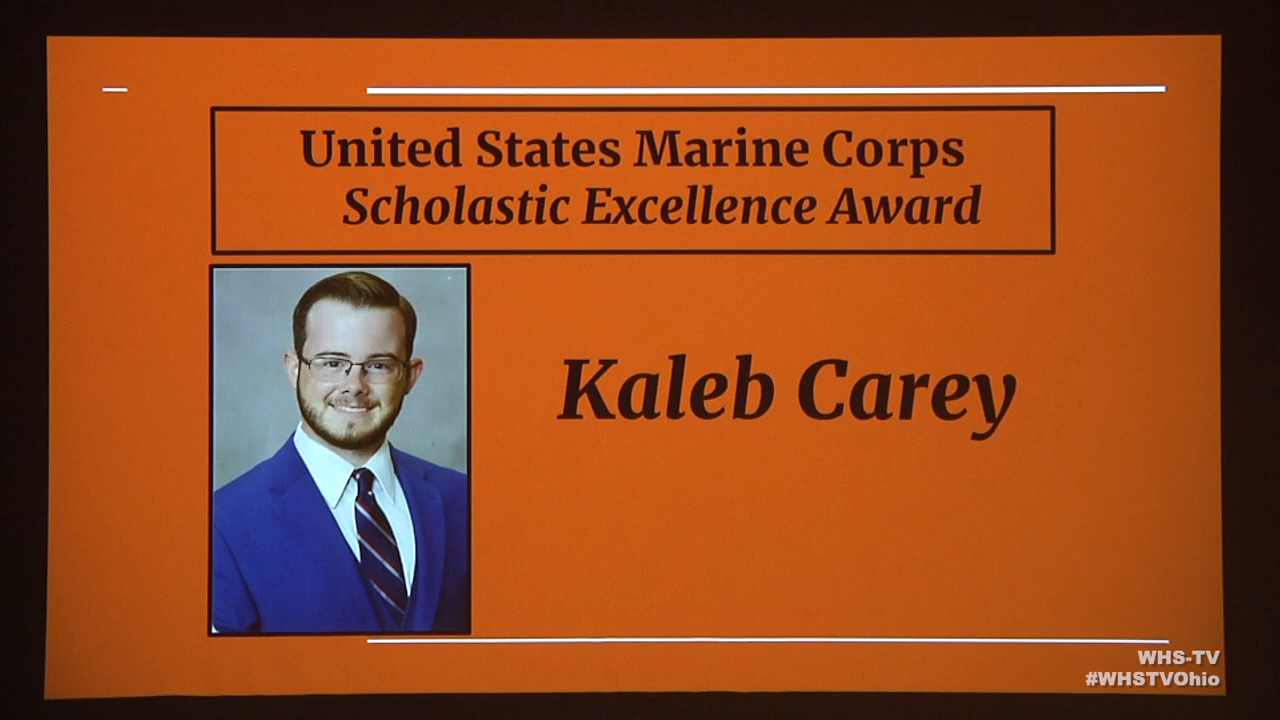 United States Marine Corps
Scholastic Excellence Award
Kaleb Carey
WHS-TV
#WHSTVOhio